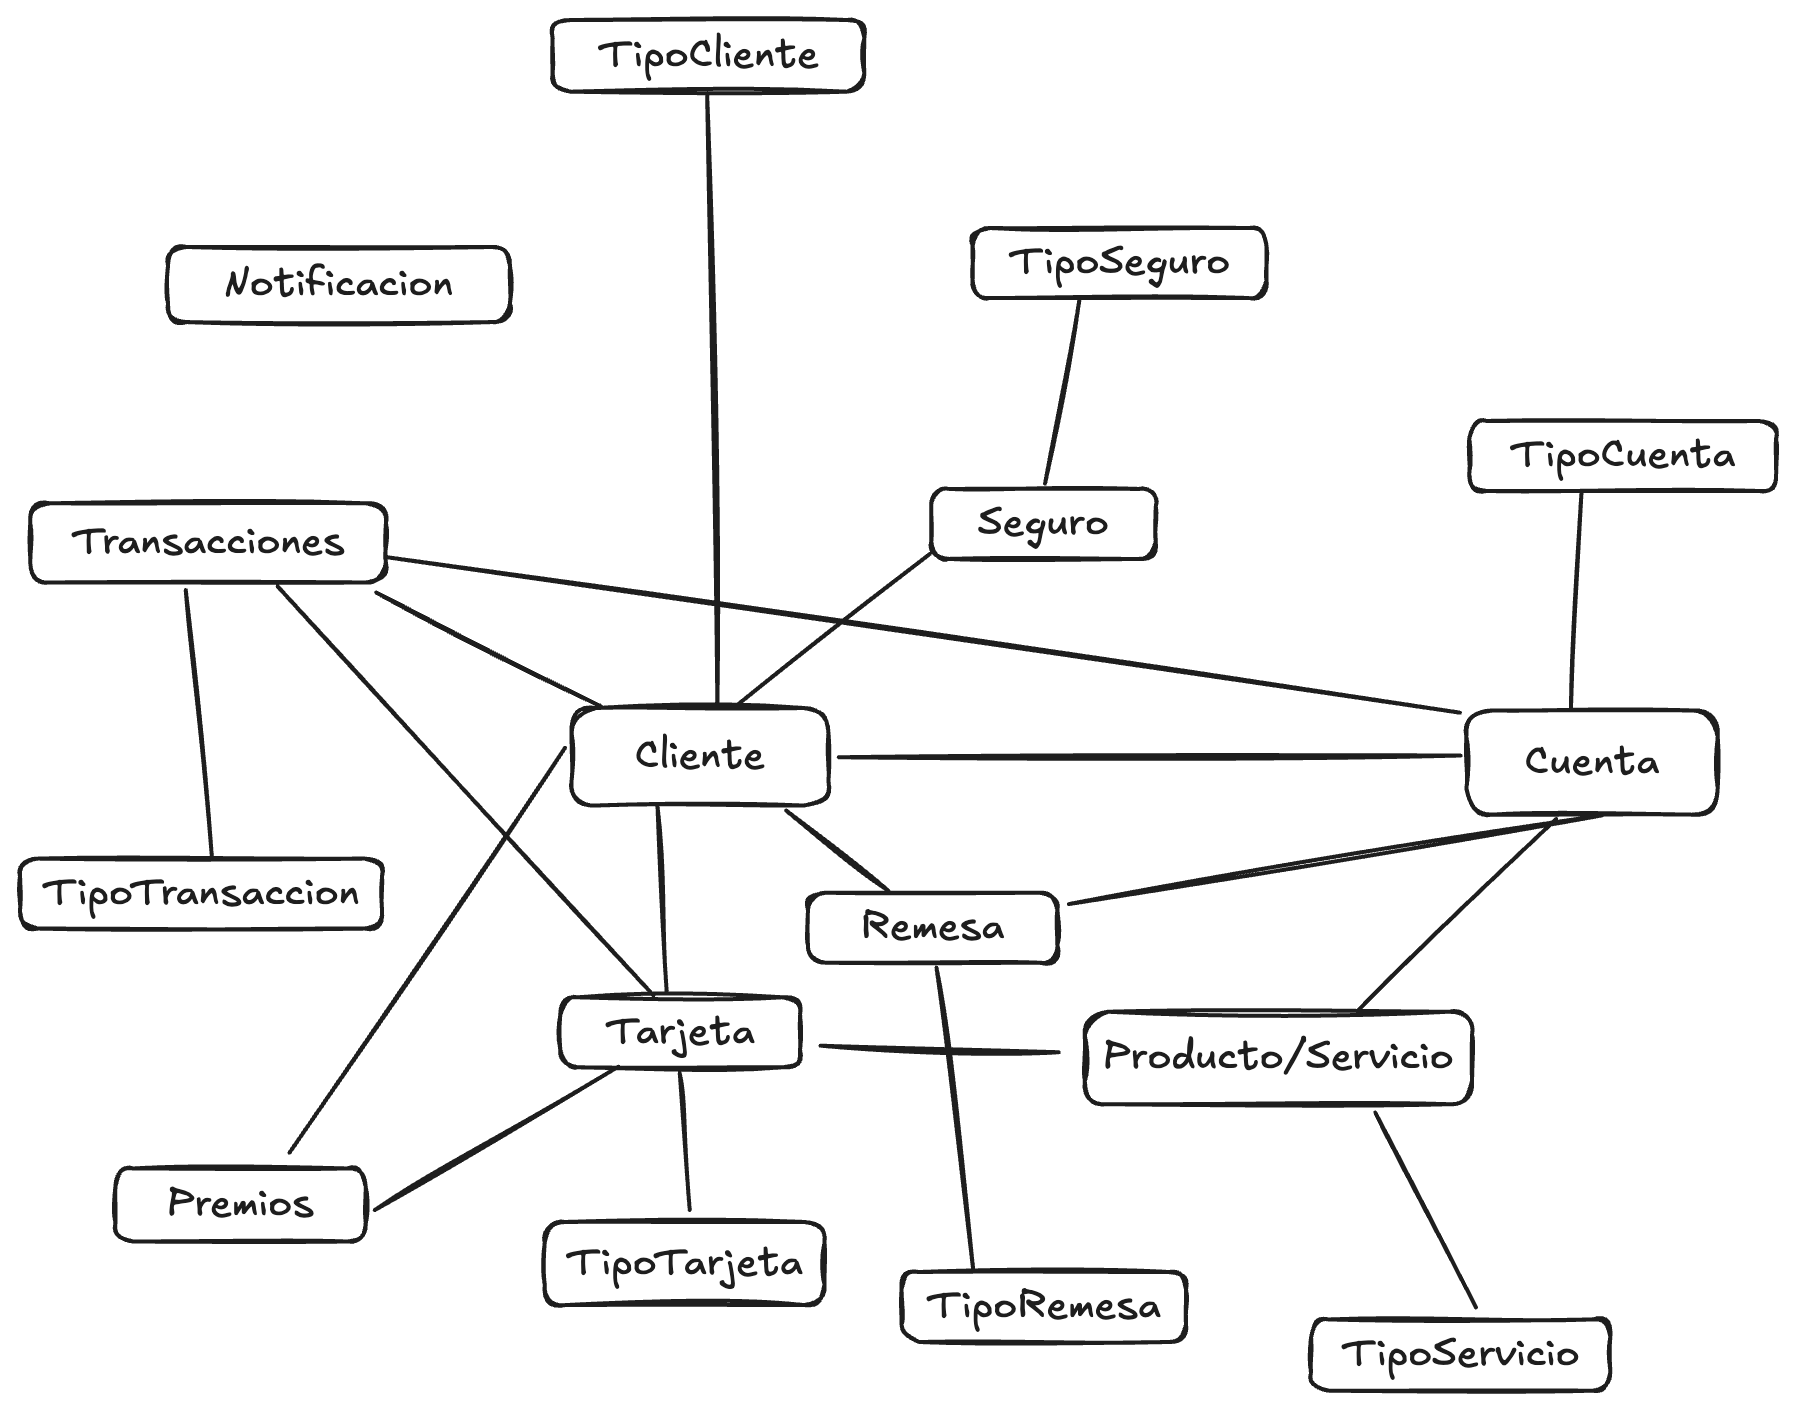 TipoCliente
Notificacion
TipoSeguro
TipoCuenta
Transacciones
Seguro
Cliente
Cuenta
TipoTransaccion
Remesa
Tarjeta
Producto/Servicio
Premios
TipoTarjeta
TipoRemesa
TipoServicio